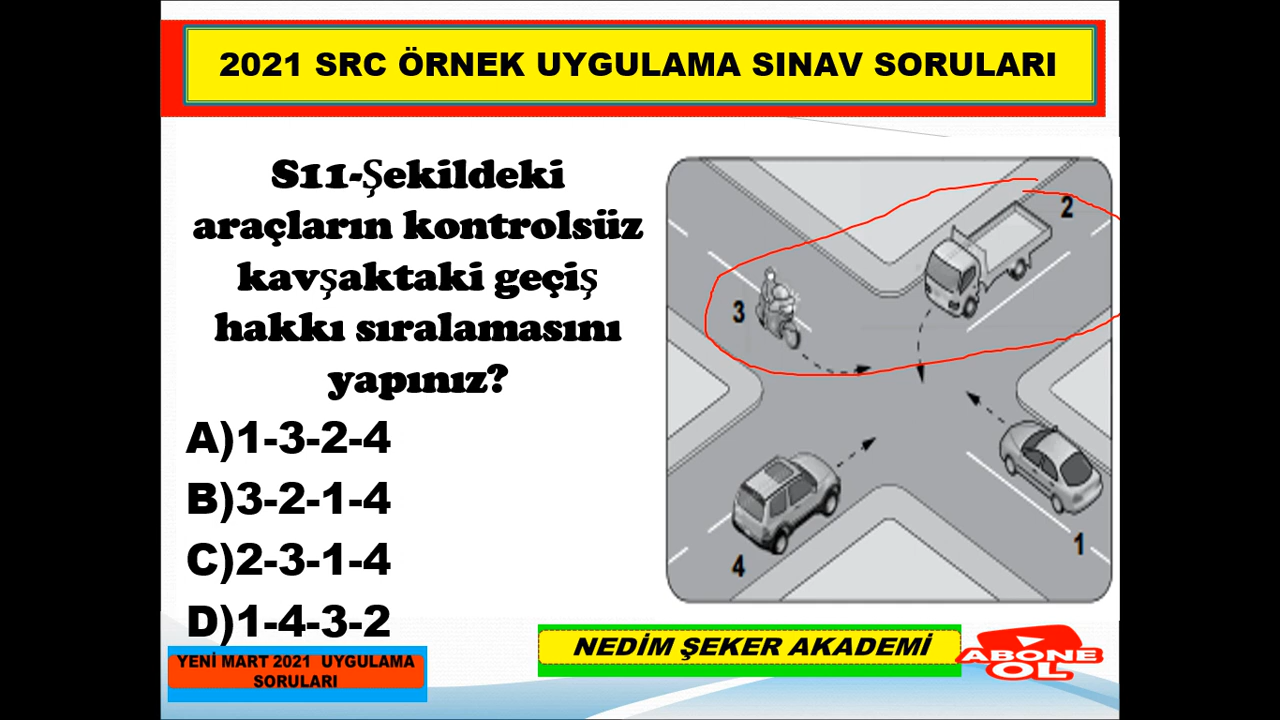 2021 SRC ÖRNEK UYGULAMA SINAV SORULARI
S11-Şekildeki
araçların kontrolsüz
kavşaktaki geçiş
hakkı sıralamasını
yapınız?
A)1-3-2-4
B)3-2-1-4
C)2-3-1-4
D)1-4-3-2
2
3
1
4
YENİ MART 2021 UYGULAMA
SORULARI
NEDİM ŞEKER AKADEMİ
ABONE
OL